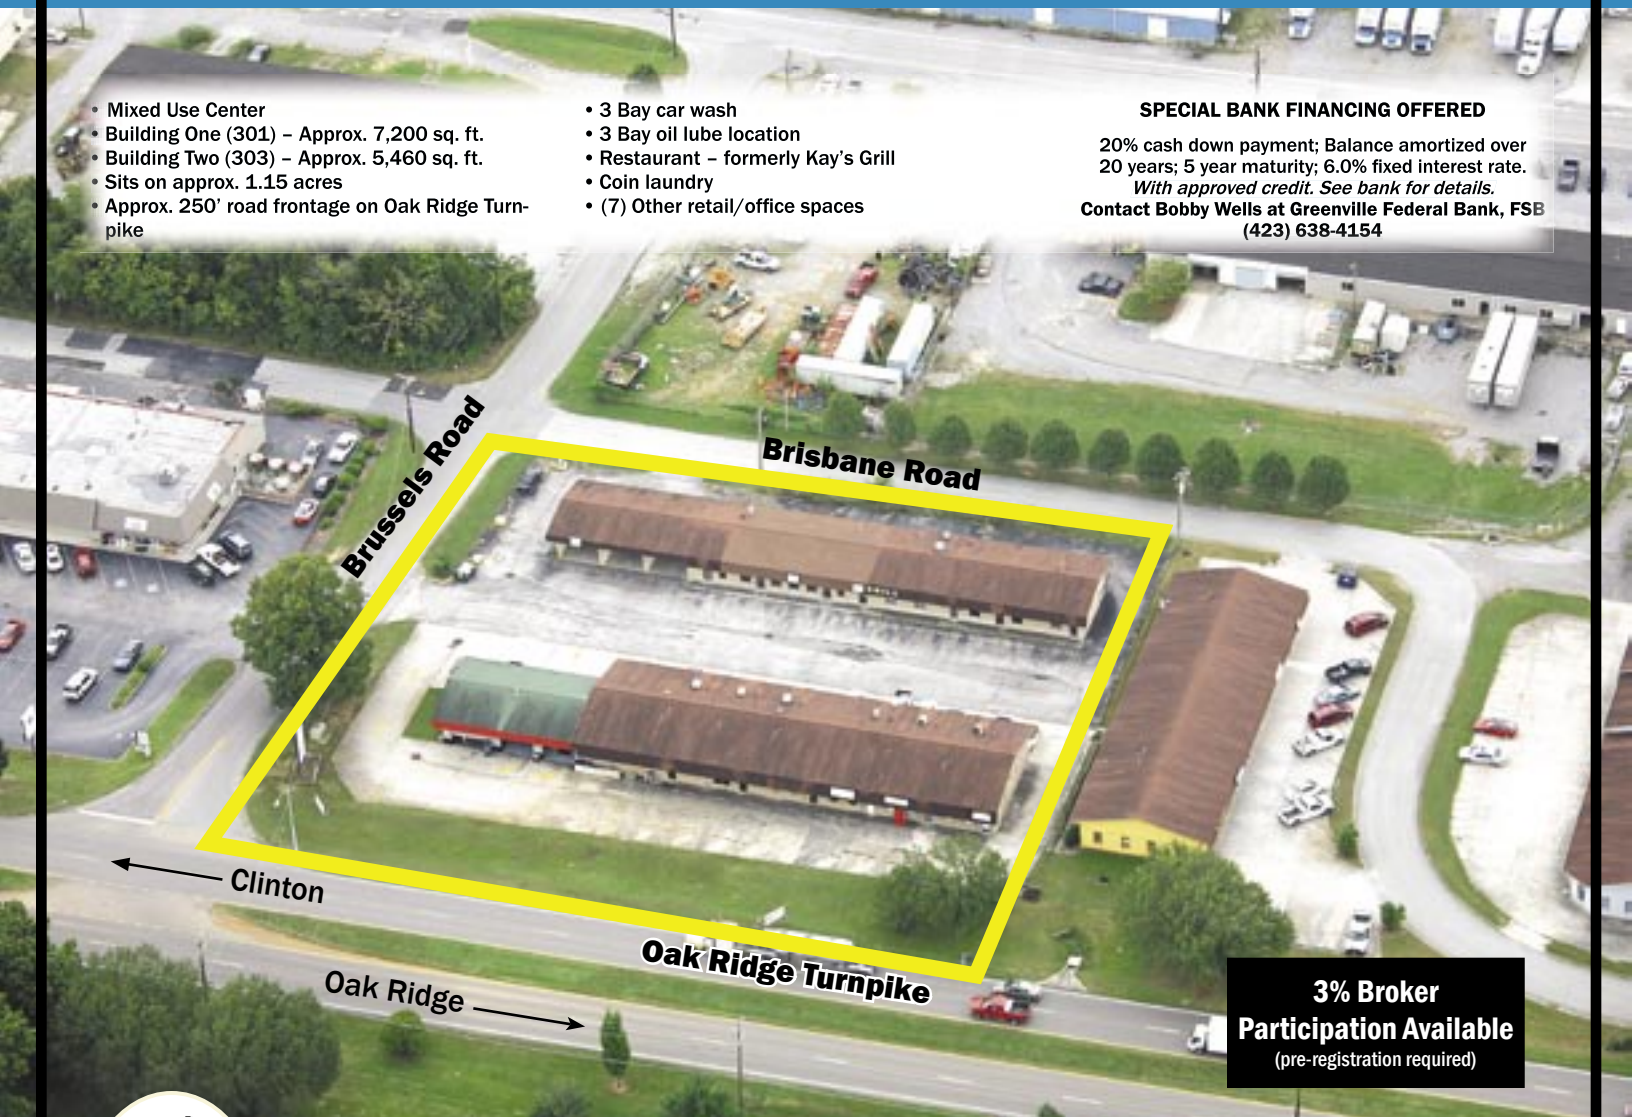 • Mixed Use Center
• Building One (301) – Approx. 7,200 sq. ft.
• Building Two (303) – Approx. 5,460 sq. ft.
• Sits on approx. 1.15 acres
• Approx. 250’ road frontage on Oak Ridge Turn-
pike
• 3 Bay car wash
• 3 Bay oil lube location
• Restaurant – formerly Kay’s Grill
• Coin laundry
• (7) Other retail/office spaces
SPECIAL BANK FINANCING OFFERED
20% cash down payment; Balance amortized over
20 years; 5 year maturity; 6.0% fixed interest rate.
With approved credit. See bank for details.
Contact Bobby Wells at Greenville Federal Bank, FSB
(423) 638-4154
Brussels Road
Brisbane Road
Clinton
Oak Ridge Turnpike
Oak Ridge
3% Broker
Participation Available
(pre-registration required)